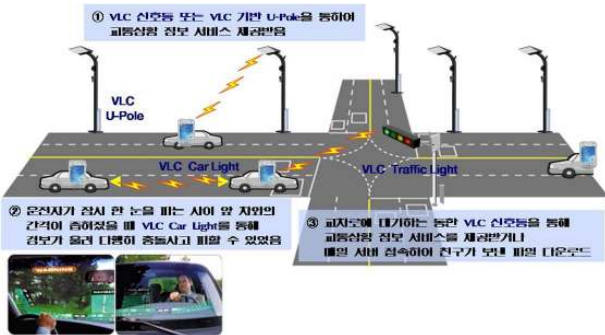 ① VLC 신호등 또는 VLC 기반 U-Pole을 통하여
교통상황 정보 서비스 제공받음
VLC
U-Pole
VLC Car Light
VLC Traffic Light
② 운전자가 잠시 한 눈을 파는 사이 앞 차와의
간격이 좁혀졌을 때 VLC Car Light를 통해
경보가 울려 다행히 충돌사고 피할 수 있었음
③ 교차로에 대기하는 동안 VLC 신호등을 통해
교통상황 정보 서비스를 제공받거나
메일 서버 접속하여 친구가 보낸 파일 다운로드
WARNING